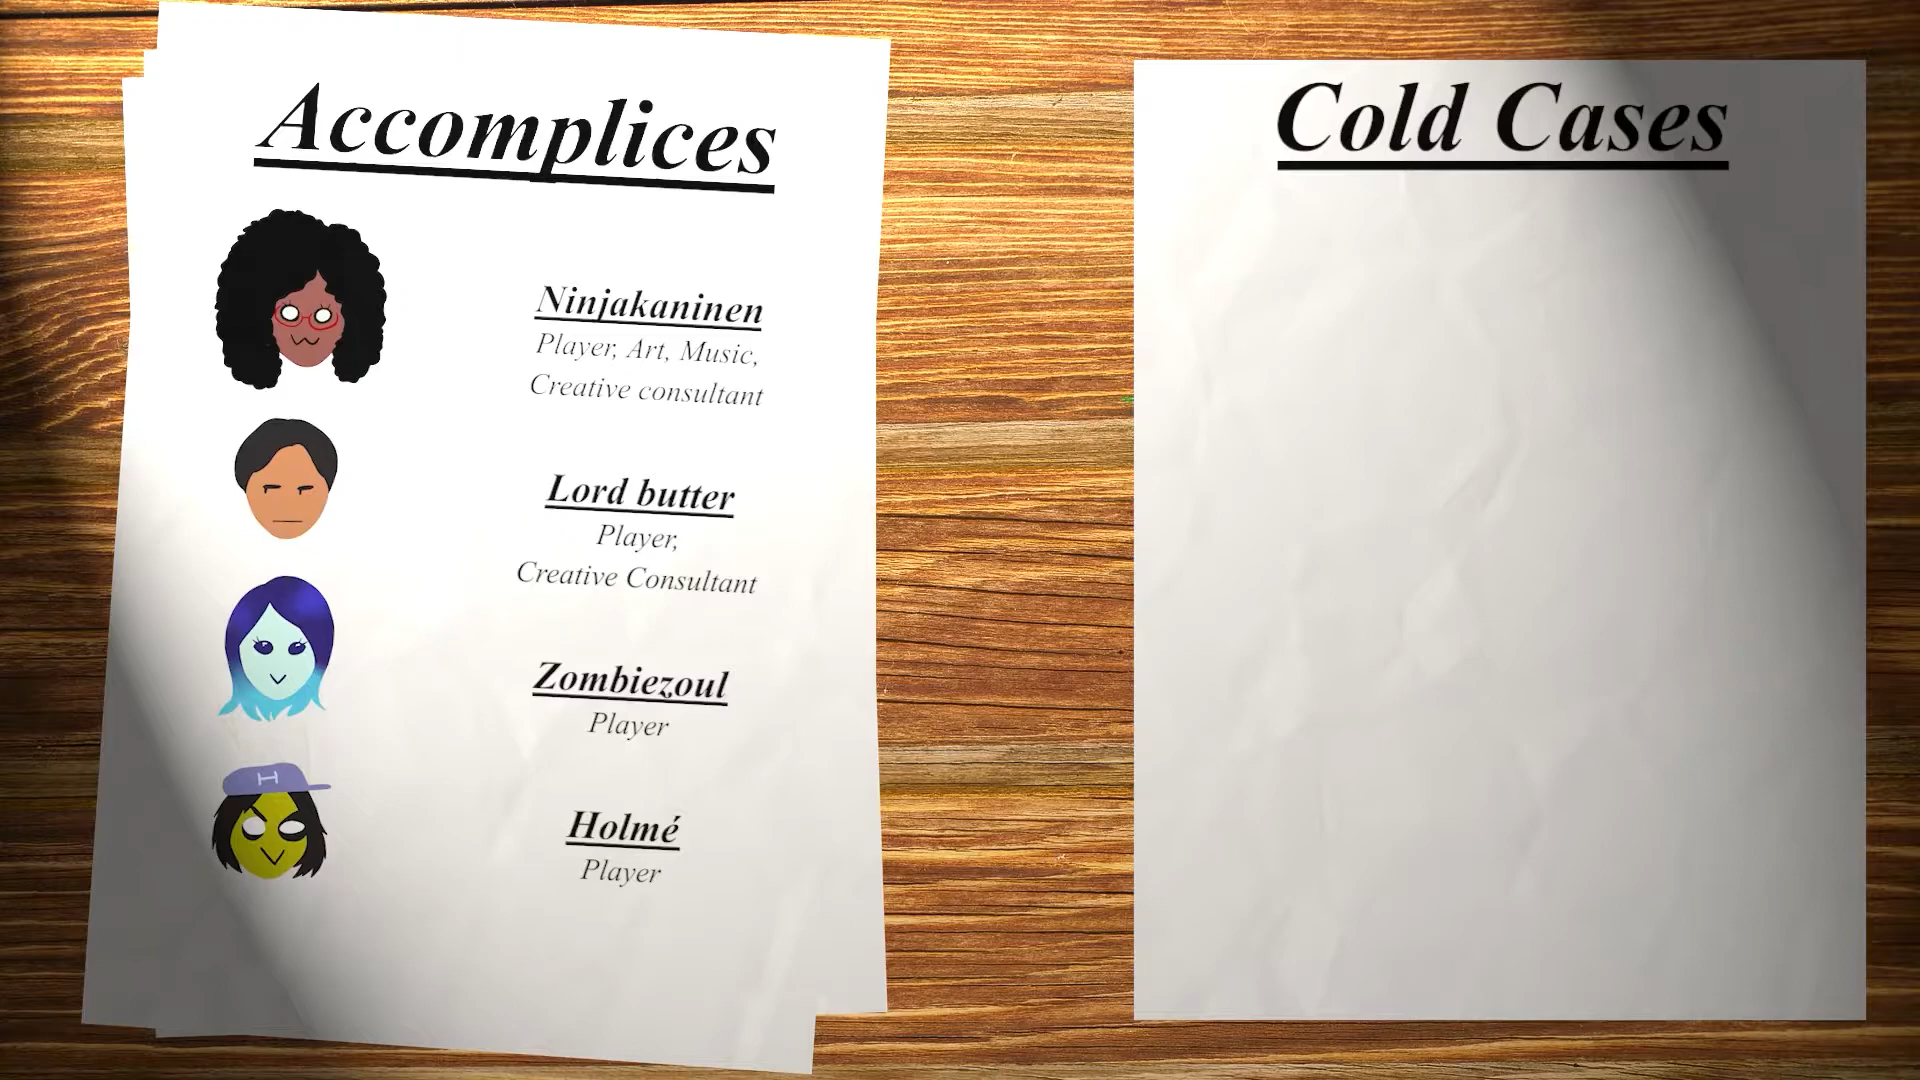 Accomplices
Ninjakaninen
Player, Art, Music,
Creative consultant
Lord butter
Player,
Creative Consultant
Zombiezoul
Player
H
Holmé
Player
Cold Cases